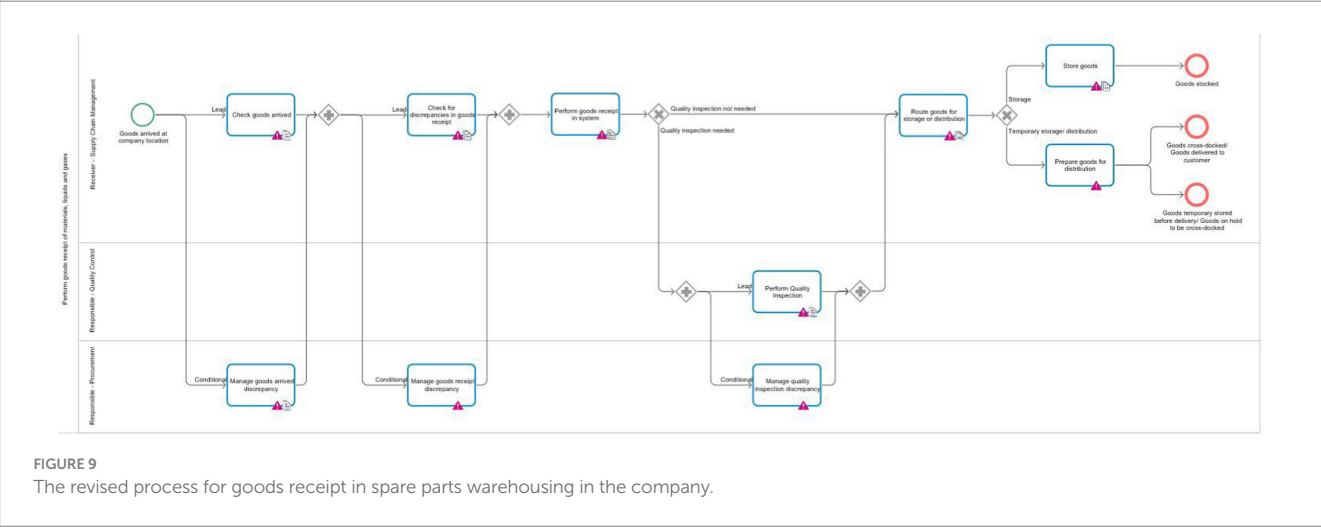 Perform goods receipt of materials, liquids and gases
Receiver – Supply Chain Management
Goods arrived at
company location
Lead
Check goods arrived
Lead
Check for
discrepancies in goods
receipt
Perform goods receipt
in system
Quality inspection not needed
Quality inspection needed
Route goods for
storage or distribution
Storage
Temporary storage/ distribution
Store goods
Goods stocked
Prepare goods for
distribution
Goods cross-docked/
Goods delivered to
customer
Goods temporary stored
before delivery/ Goods on hold
to be cross-docked
Responsible - Quality Control
Lead
Perform Quality
Inspection
Responsible - Procurement
Conditional
Manage goods arrived
discrepancy
Conditional
Manage goods receipt
discrepancy
Conditional
Manage quality
inspection discrepancy
FIGURE 9
The revised process for goods receipt in spare parts warehousing in the company.